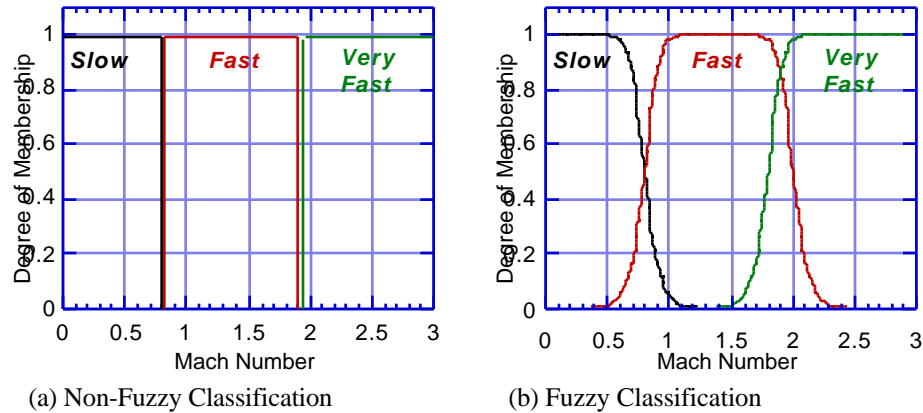 Degree of Membership
1
0.8
0.6
0.4
0.2
0
Slow
Fast
Very
Fast
0 0.5 1 1.5 2 2.5 3
Mach Number
(a) Non-Fuzzy Classification
Degree of Membership
1
0.8
0.6
0.4
0.2
0
Slow
Fast
Very
Fast
0 0.5 1 1.5 2 2.5 3
Mach Number
(b) Fuzzy Classification